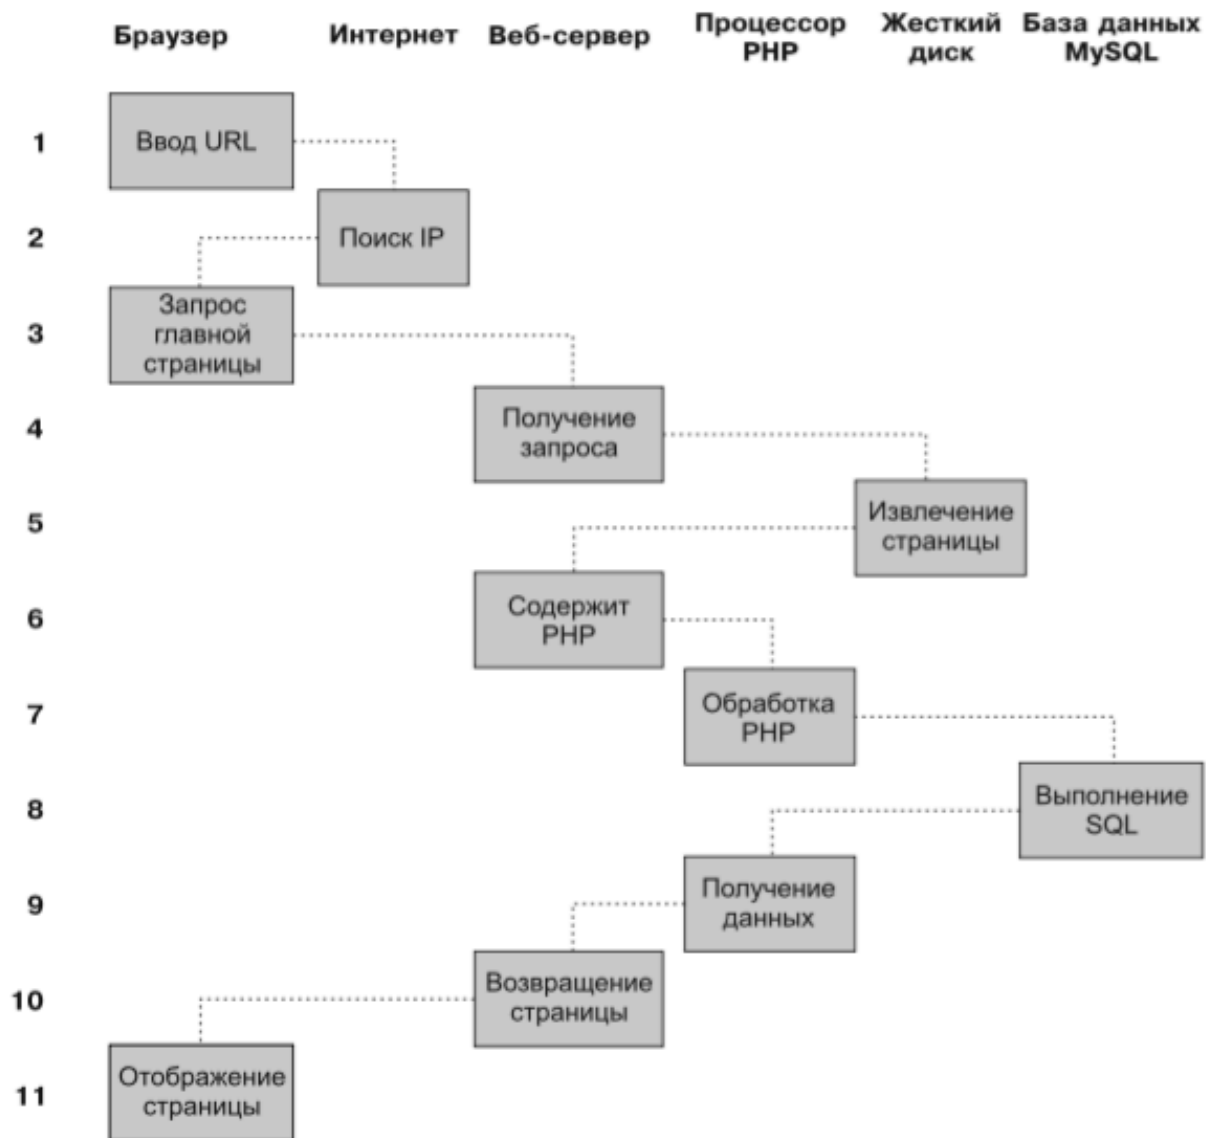 Браузер
Интернет
Веб-сервер
Процессор
PHP
Жесткий
диск
База данных
MySQL
1
Ввод URL
2
Поиск IP
3
Запрос
главной
страницы
4
Получение
запроса
5
Извлечение
страницы
6
Содержит
PHP
7
Обработка
PHP
8
Выполнение
SQL
9
Получение
данных
10
Возвращение
страницы
11
Отображение
страницы